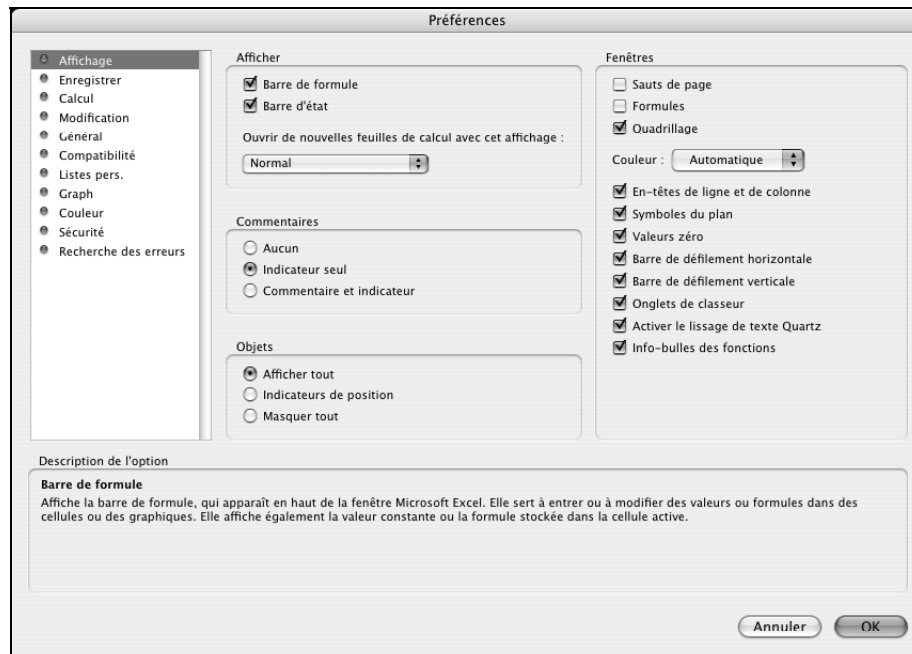 Préférences
Affichage
Enregistrer
Calcul
Modification
Général
Compatibilité
Listes pers.
Graph
Couleur
Sécurité
Recherche des erreurs
Afficher
Barre de formule
Barre d'état
Ouvrir de nouvelles feuilles de calcul avec cet affichage :
Normal
Commentaires
Aucun
Indicateur seul
Commentaire et indicateur
Objets
Afficher tout
Indicateurs de position
Masquer tout
Fenêtres
Sauts de page
Formules
Quadrillage
Couleur : Automatique
En-têtes de ligne et de colonne
Symboles du plan
Valeurs zéro
Barre de défilement horizontale
Barre de défilement verticale
Onglets de classeur
Activer le lissage de texte Quartz
Info-bulles des fonctions
Description de l'option
Barre de formule
Affiche la barre de formule, qui apparaît en haut de la fenêtre Microsoft Excel. Elle sert à entrer ou à modifier des valeurs ou formules dans des
cellules ou des graphiques. Elle affiche également la valeur constante ou la formule stockée dans la cellule active.
Annuler
OK